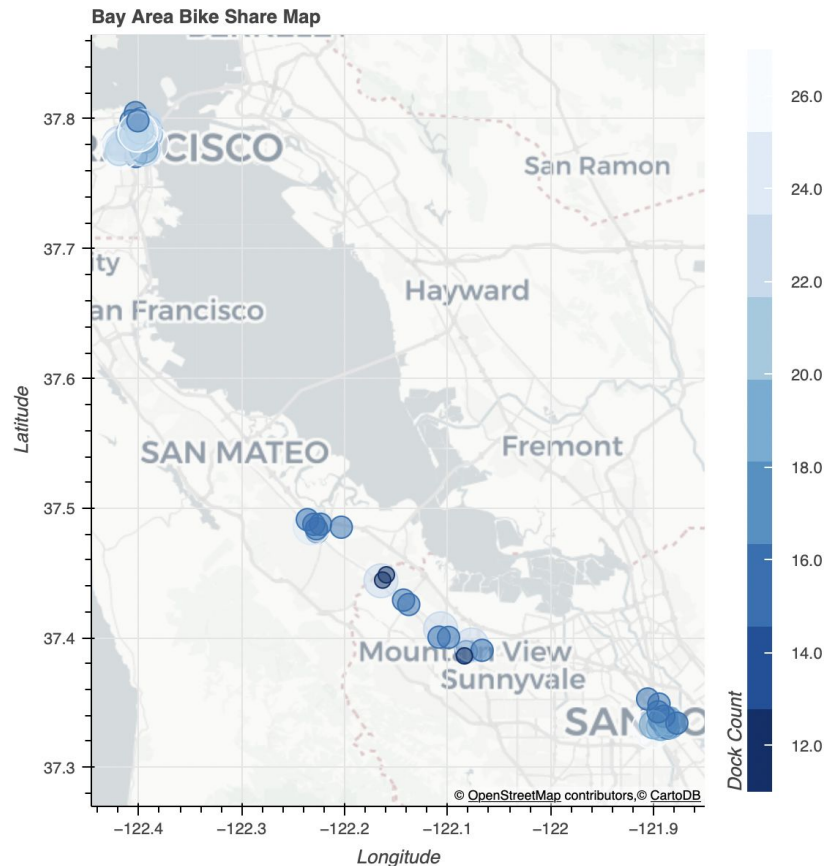 Bay Area Bike Share Map
37.8
37.7
37.6
37.5
37.4
37.3
Latitude
CISCO
San Ramon
ity
an Francisco
Hayward
SAN MATEO
Fremont
Mountain View
Sunnyvale
SAN
© OpenStreetMap contributors,© CartoDB
−122.4 −122.3 −122.2 −122.1 −122 −121.9
Longitude
26.0
24.0
22.0
20.0
18.0
16.0
14.0
12.0
Dock Count